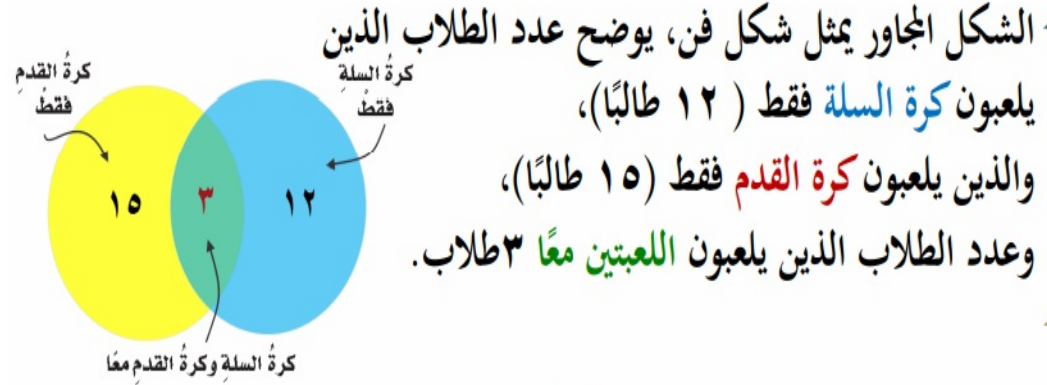 الشكل المجاور يمثل شكل فن، يوضح عدد الطلاب الذين
يلعبون كرة السلة فقط ( ١٢ طالبًا)،
والذين يلعبون كرة القدم فقط (١٥ طالبًا)،
وعدد الطلاب الذين يلعبون اللعبتين معًا ٣طلاب.
كرةُ السلةِ
فقطْ
كرةُ القدمِ
فقطْ
١٢
٣
١٥
كرةُ السلةِ وكرةُ القدمِ معًا